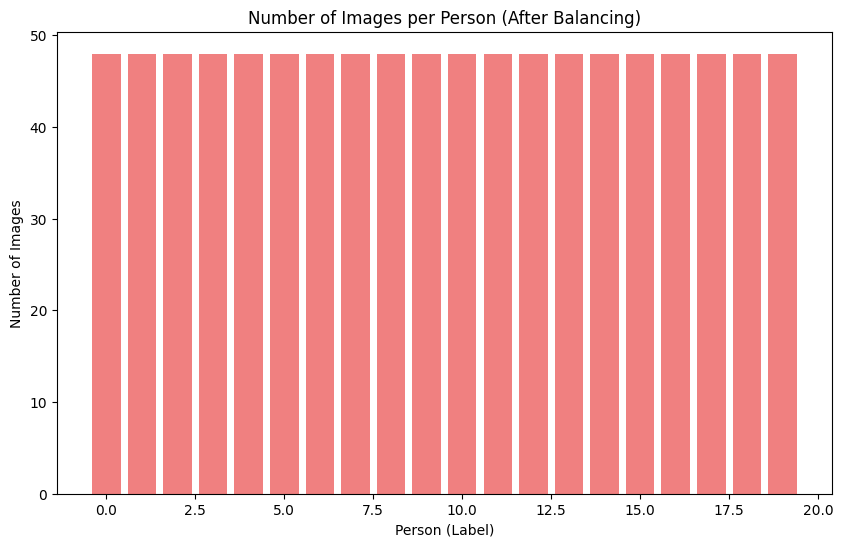 Number of Images per Person (After Balancing)
50
40
30
20
10
0
Number of Images
0.0 2.5 5.0 7.5 10.0 12.5 15.0 17.5 20.0
Person (Label)